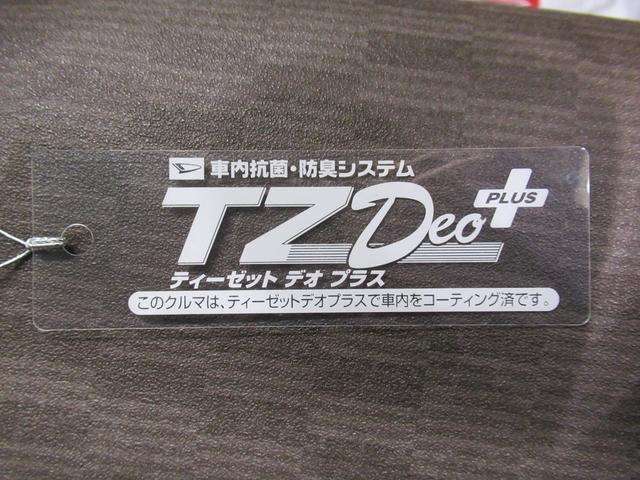 車内抗菌・防臭システム
TZ Deo PLUS
ティーゼット デオ プラス
このクルマは、ティーゼットデオプラスで車内をコーティング済です。